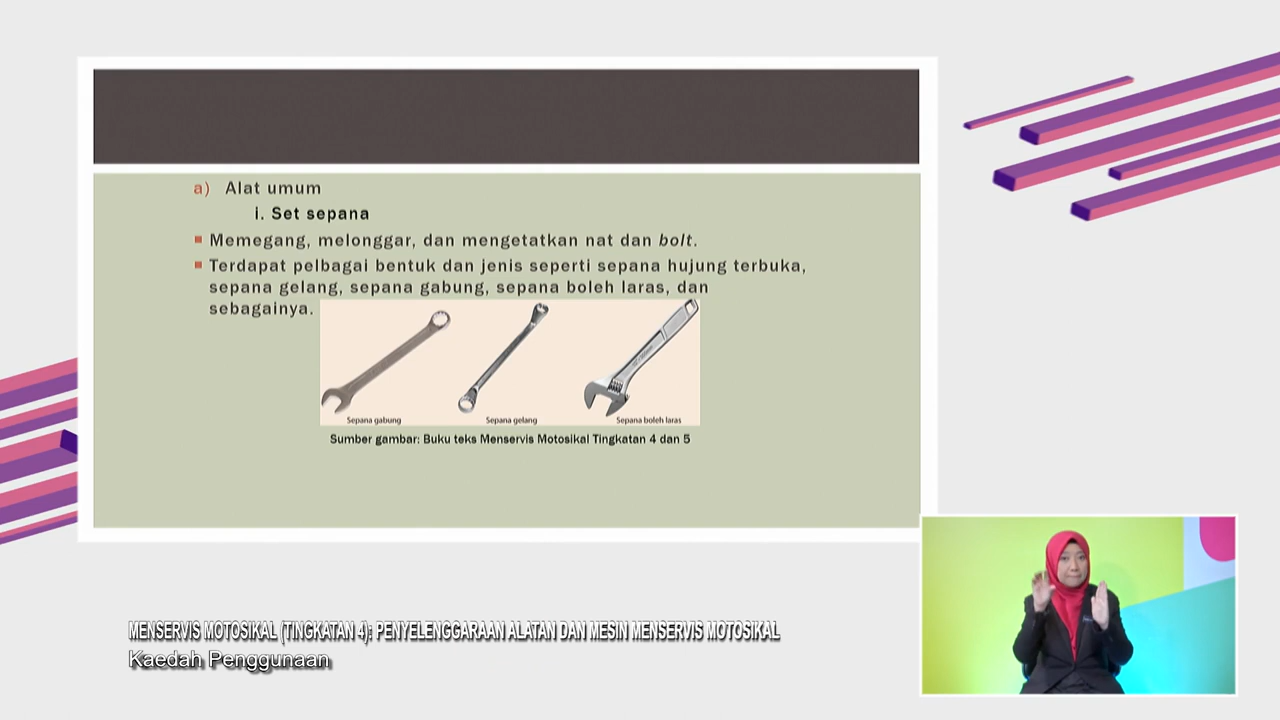 a) Alat umum
i. Set sepana
Memegang, melonggar, dan mengetatkan nat dan bolt.
Terdapat pelbagai bentuk dan jenis seperti sepana hujung terbuka,
sepana gelang, sepana gabung, sepana boleh laras, dan
sebagainya.
Sepana gabung
Sepana gelang
Sepana boleh laras
Sumber gambar: Buku teks Menservis Motosikal Tingkatan 4 dan 5
MENSERVIS MOTOSIKAL (TINGKATAN 4): PENYELENGGARAAN ALATAN DAN MESIN MENSERVIS MOTOSIKAL
Kaedah Penggunaan